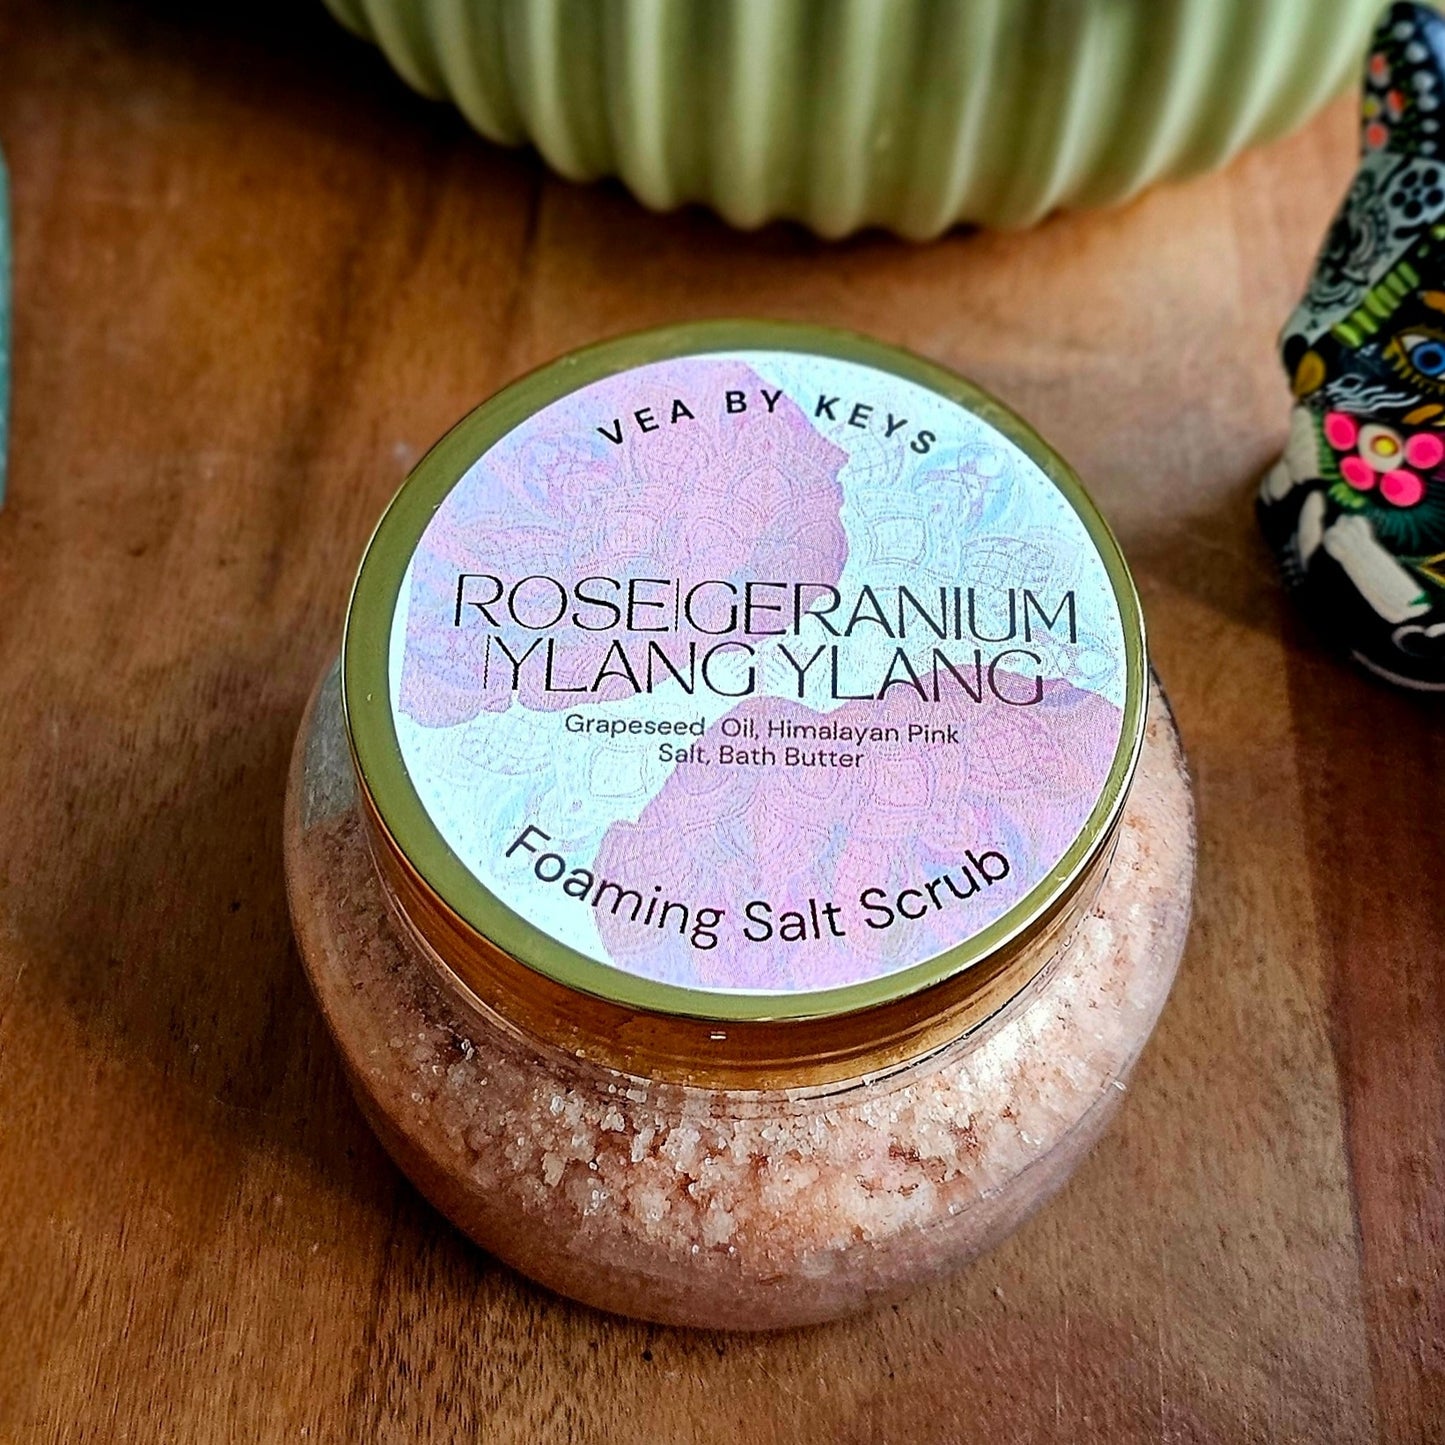 VEA BY KEYS
ROSE|GERANIUM
|YLANG YLANG
Grapeseed Oil, Himalayan Pink
Salt, Bath Butter
Foaming Salt Scrub